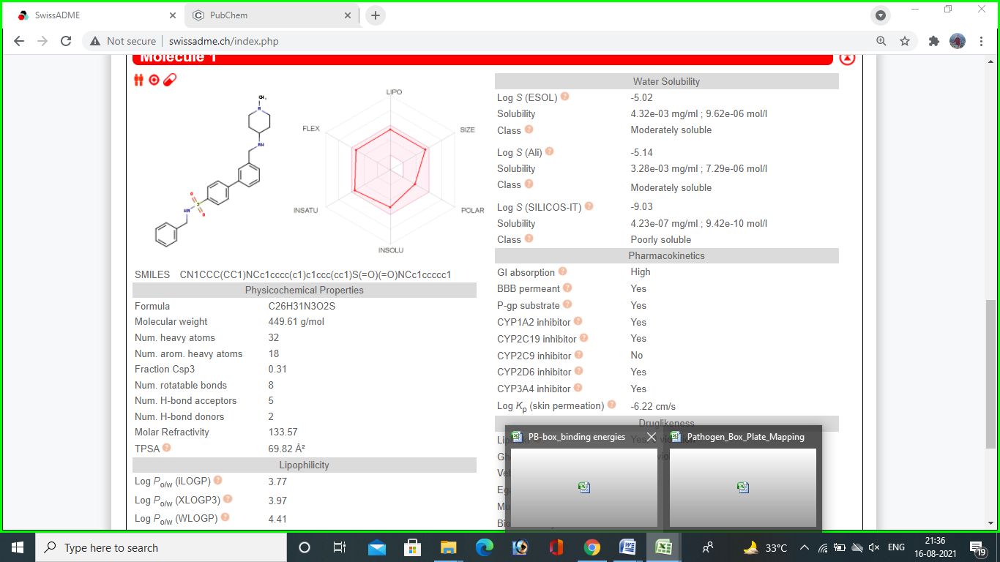 SwissADME
PubChem
Not secure
swissadme.ch/index.php
Molecule 1
LIPO
FLEX
SIZE
INSATU
POLAR
INSOLU
CH₃
N
NH
O
S
O
HN
SMILES CN1CCC(CC1)NCc1cccc(c1)c1ccc(cc1)S(=O)(=O)NCc1ccccc1
Physicochemical Properties
Formula C26H31N3O2S
Molecular weight 449.61 g/mol
Num. heavy atoms 32
Num. arom. heavy atoms 18
Fraction Csp3 0.31
Num. rotatable bonds 8
Num. H-bond acceptors 5
Num. H-bond donors 2
Molar Refractivity 133.57
TPSA ? 69.82 Å²
Lipophilicity
Log Po/w (iLOGP) ? 3.77
Log Po/w (XLOGP3) ? 3.97
Log Po/w (WLOGP) ? 4.41
Water Solubility
Log S (ESOL) ? -5.02
Solubility 4.32e-03 mg/ml ; 9.62e-06 mol/l
Class ? Moderately soluble
Log S (Ali) ? -5.14
Solubility 3.28e-03 mg/ml ; 7.29e-06 mol/l
Class ? Moderately soluble
Log S (SILICOS-IT) ? -9.03
Solubility 4.23e-07 mg/ml ; 9.42e-10 mol/l
Class ? Poorly soluble
Pharmacokinetics
GI absorption ? High
BBB permeant ? Yes
P-gp substrate ? Yes
CYP1A2 inhibitor ? Yes
CYP2C19 inhibitor ? Yes
CYP2C9 inhibitor ? No
CYP2D6 inhibitor ? Yes
CYP3A4 inhibitor ? Yes
Log Kp (skin permeation) ? -6.22 cm/s
Druglikeness
PB-box_binding energies
Pathogen_Box_Plate_Mapping
Type here to search
33°C
ENG
21:36
16-08-2021
19